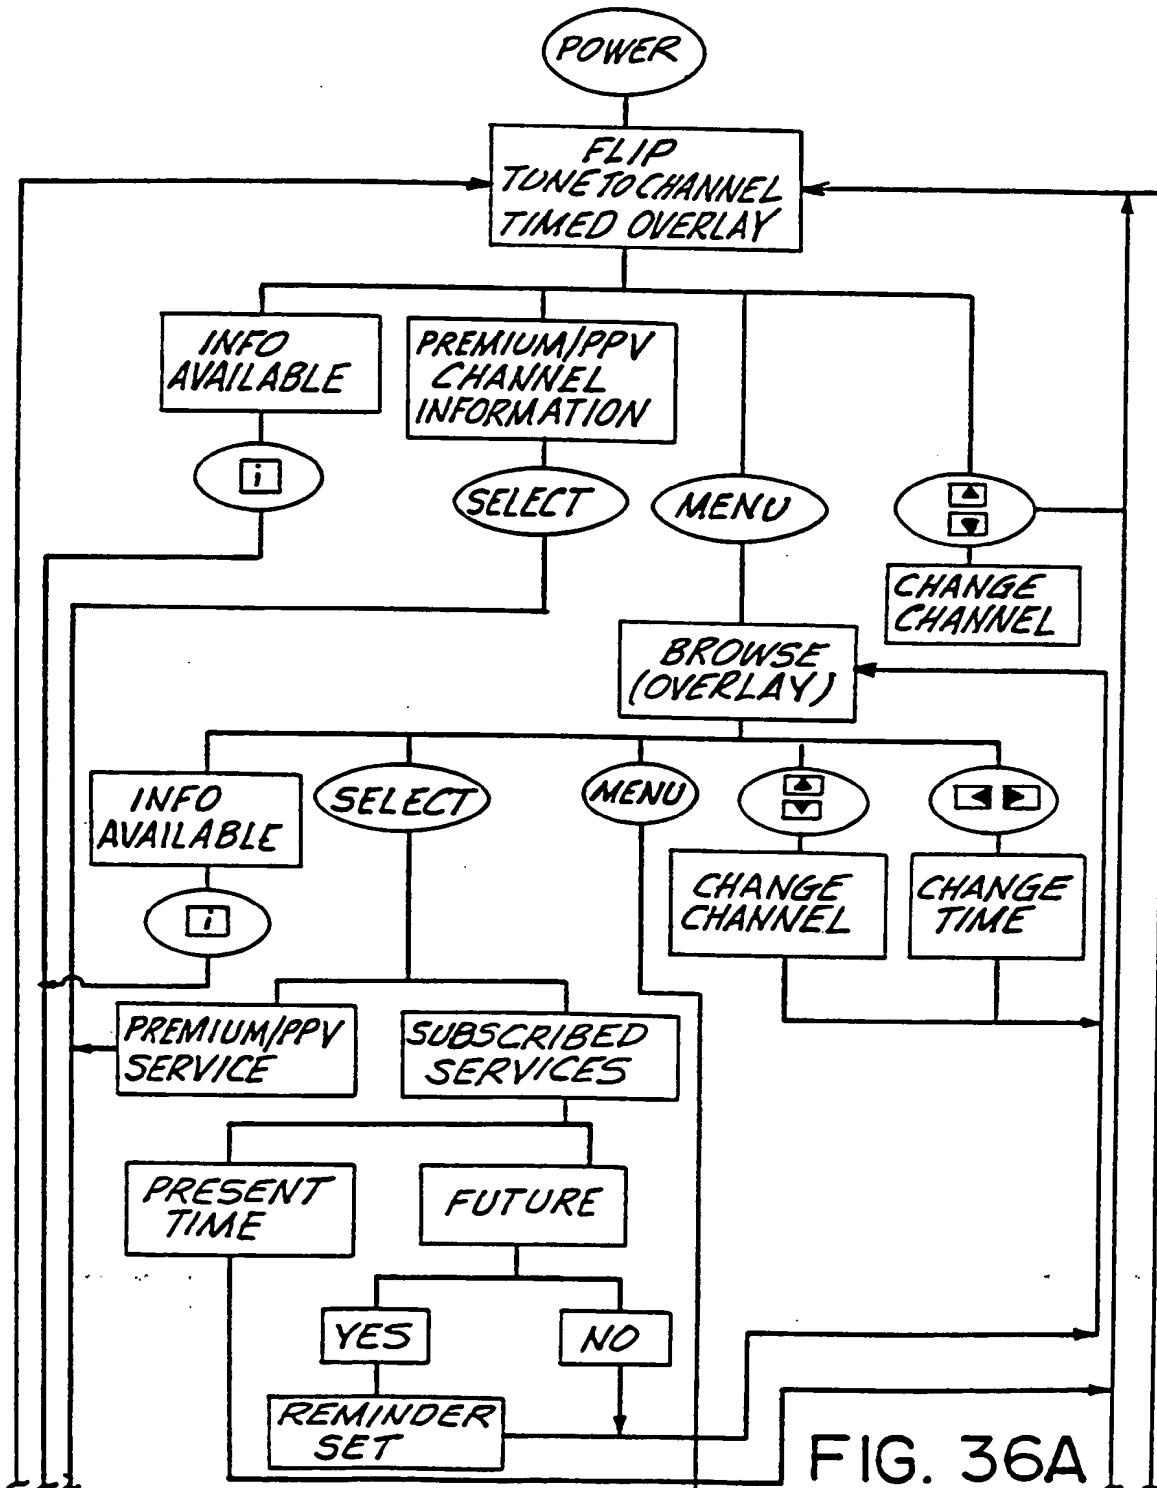 POWER
FLIP
TUNE TO CHANNEL
TIMED OVERLAY
INFO
AVAILABLE
PREMIUM/PPV
CHANNEL
INFORMATION
i
SELECT
MENU
CHANGE
CHANNEL
BROWSE
(OVERLAY)
INFO
AVAILABLE
SELECT
MENU
CHANGE
CHANNEL
CHANGE
TIME
i
PREMIUM/PPV
SERVICE
SUBSCRIBED
SERVICES
PRESENT
TIME
FUTURE
YES
NO
REMINDER
SET
FIG. 36A